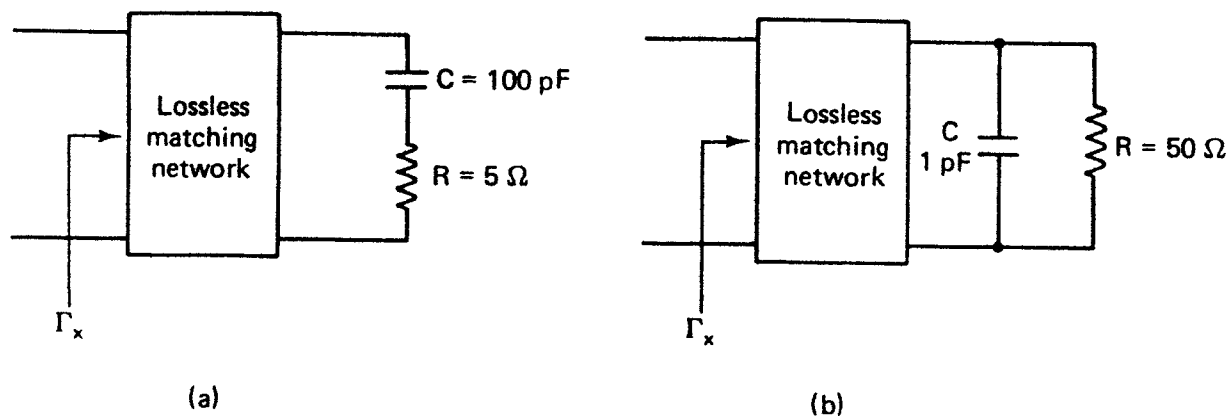 Lossless
matching
network
C = 100 pF
R = 5 Ω
Γx
(a)
Lossless
matching
network
C
1 pF
R = 50 Ω
Γx
(b)